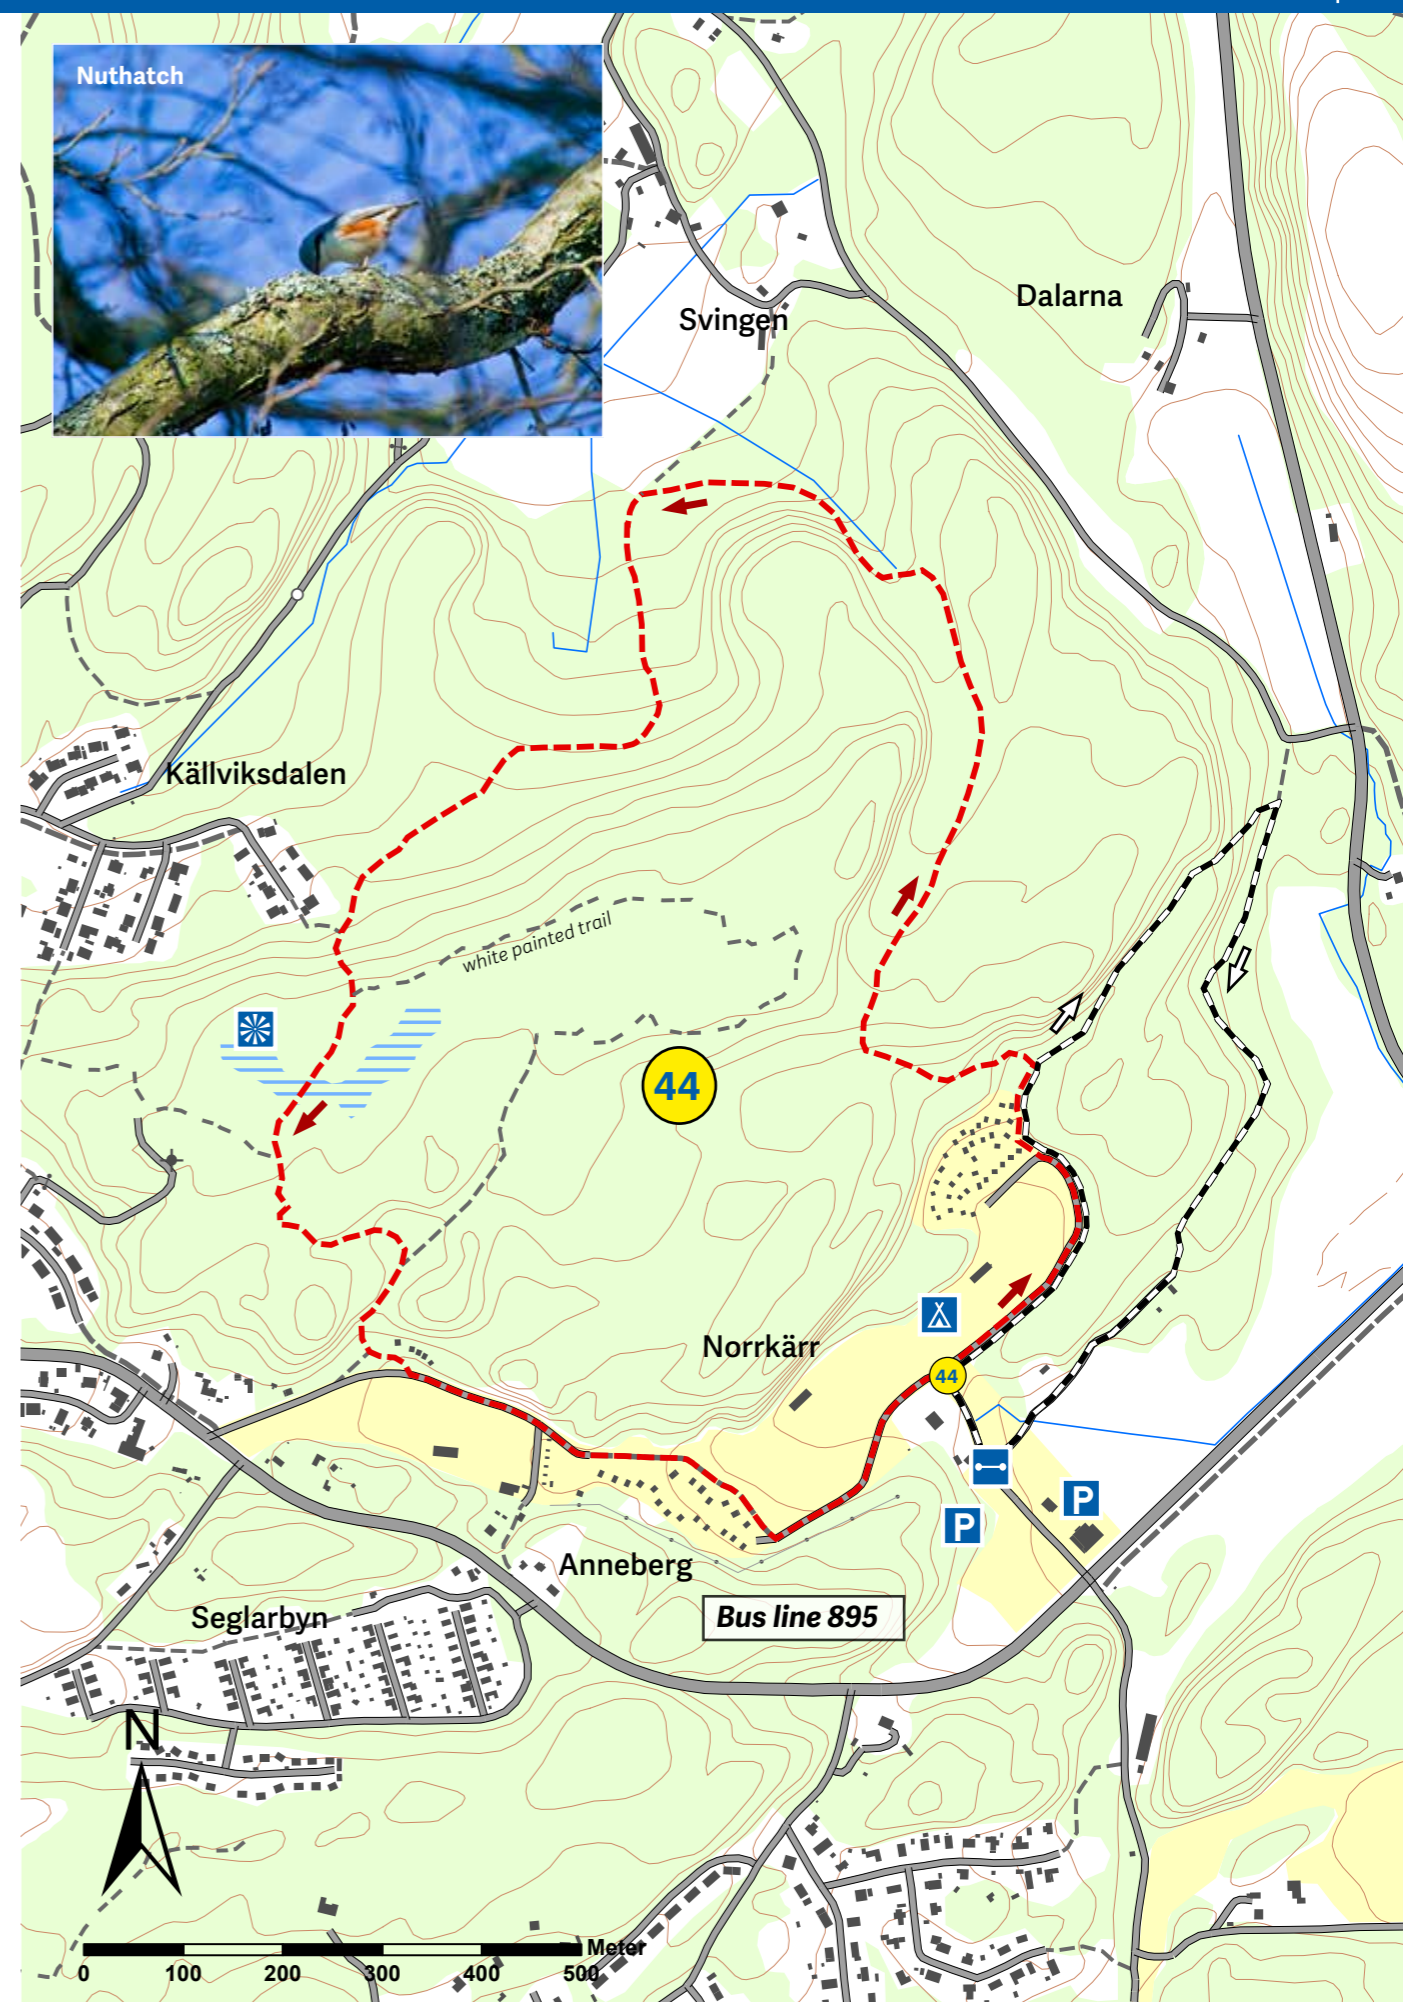 Nuthatch
Svingen
Dalarna
Källviksdalen
white painted trail
44
Norrkärr
44
P
P
Anneberg
Bus line 895
Seglarbyn
N
Meter
0 100 200 300 400 500